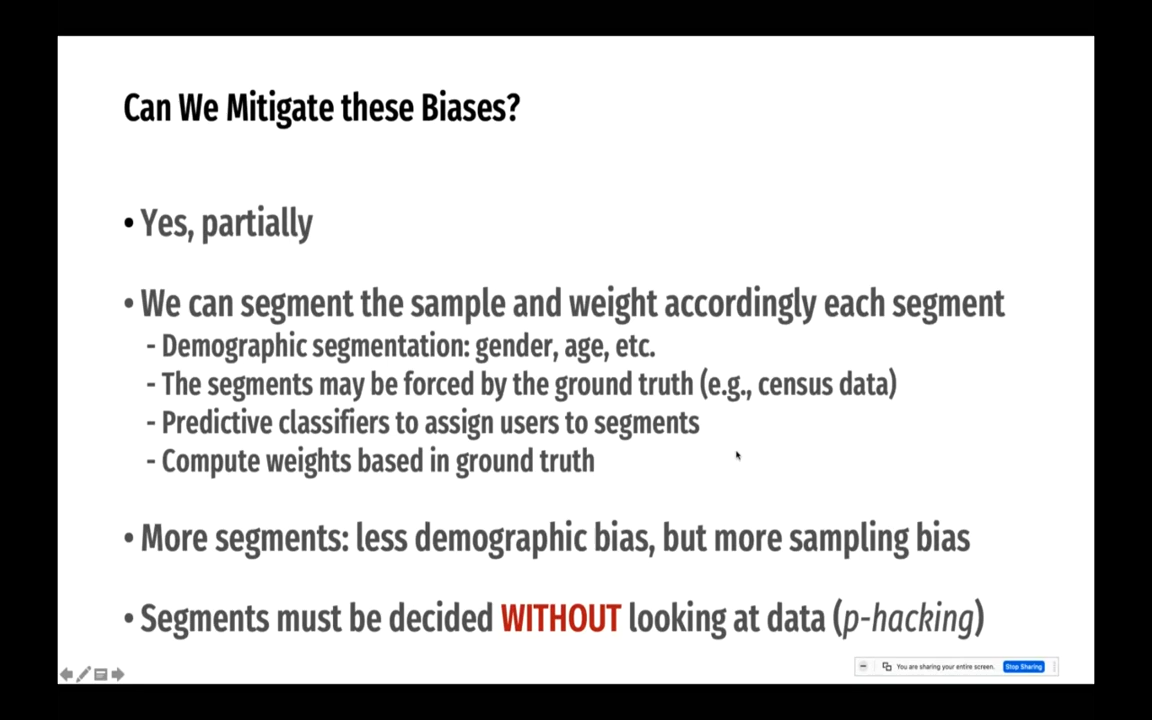 Can We Mitigate these Biases?
• Yes, partially
• We can segment the sample and weight accordingly each segment
- Demographic segmentation: gender, age, etc.
- The segments may be forced by the ground truth (e.g., census data)
- Predictive classifiers to assign users to segments
- Compute weights based in ground truth
• More segments: less demographic bias, but more sampling bias
• Segments must be decided WITHOUT looking at data (p-hacking)
You are sharing your entire screen. Stop Sharing